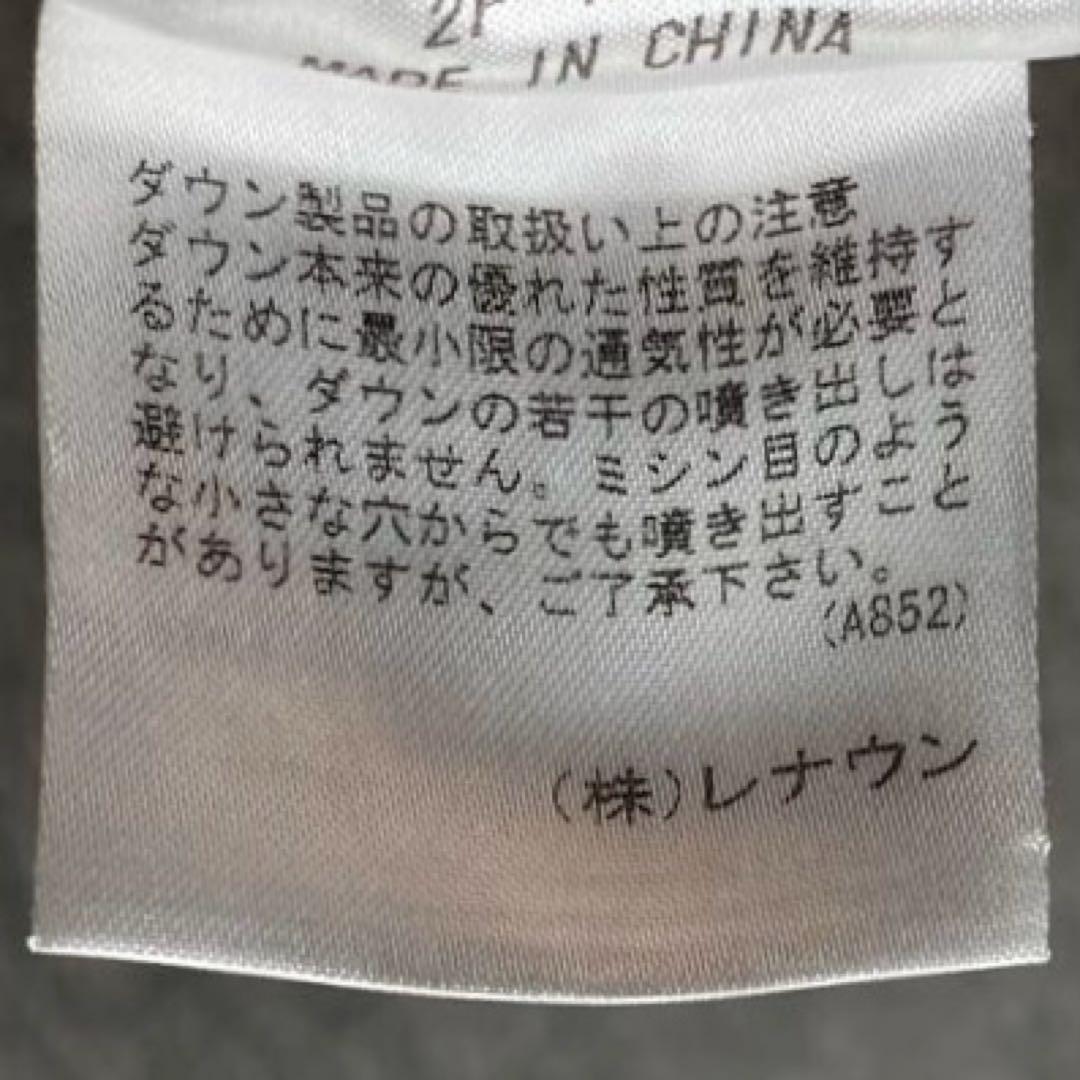 MADE IN CHINA
ダウン製品の取扱い上の注意
ダウン本来の優れた性質を維持す
るために最小限の通気性が必要と
なり、ダウンの若干の噴き出しは
避けられません。ミシン目のよう
な小さな穴からでも噴き出すこと
がありますが、ご了承下さい。
(A852)
(株)レナウン